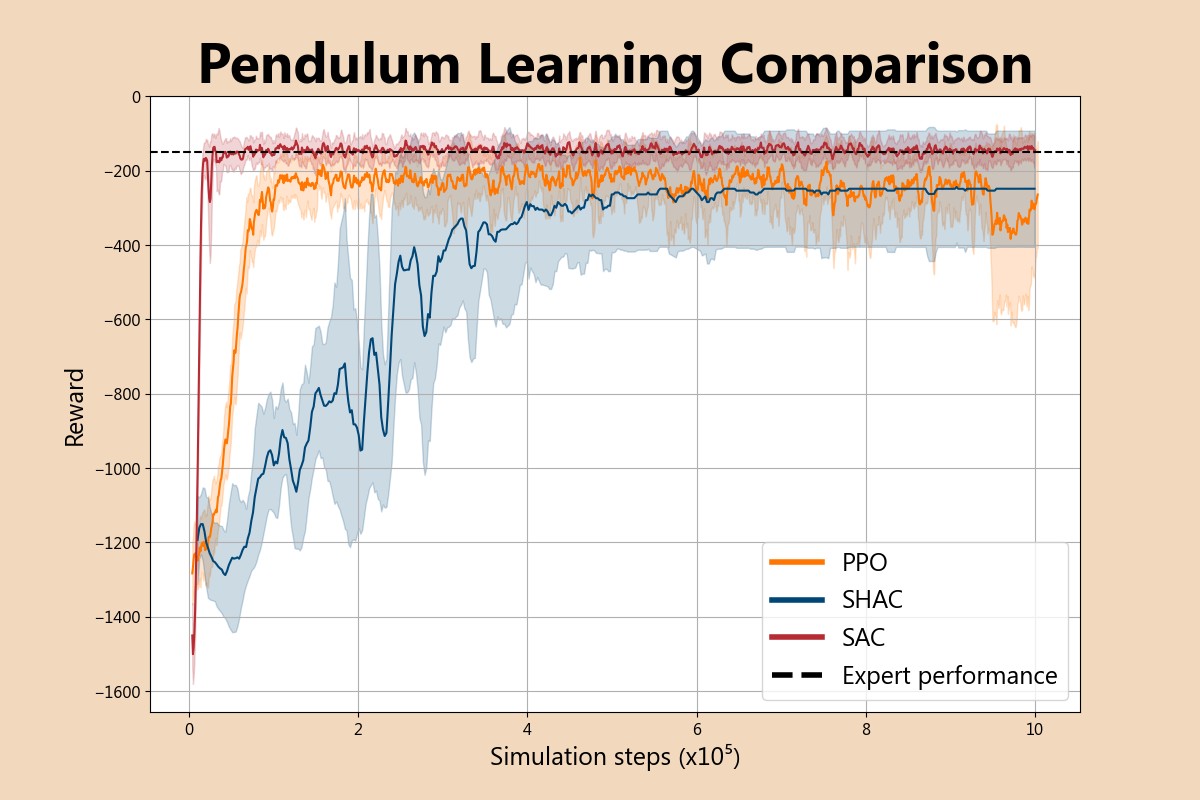 Pendulum Learning Comparison
0
−200
−400
−600
−800
−1000
−1200
−1400
−1600
Reward
PPO
SHAC
SAC
Expert performance
0 2 4 6 8 10
Simulation steps (x10⁵)